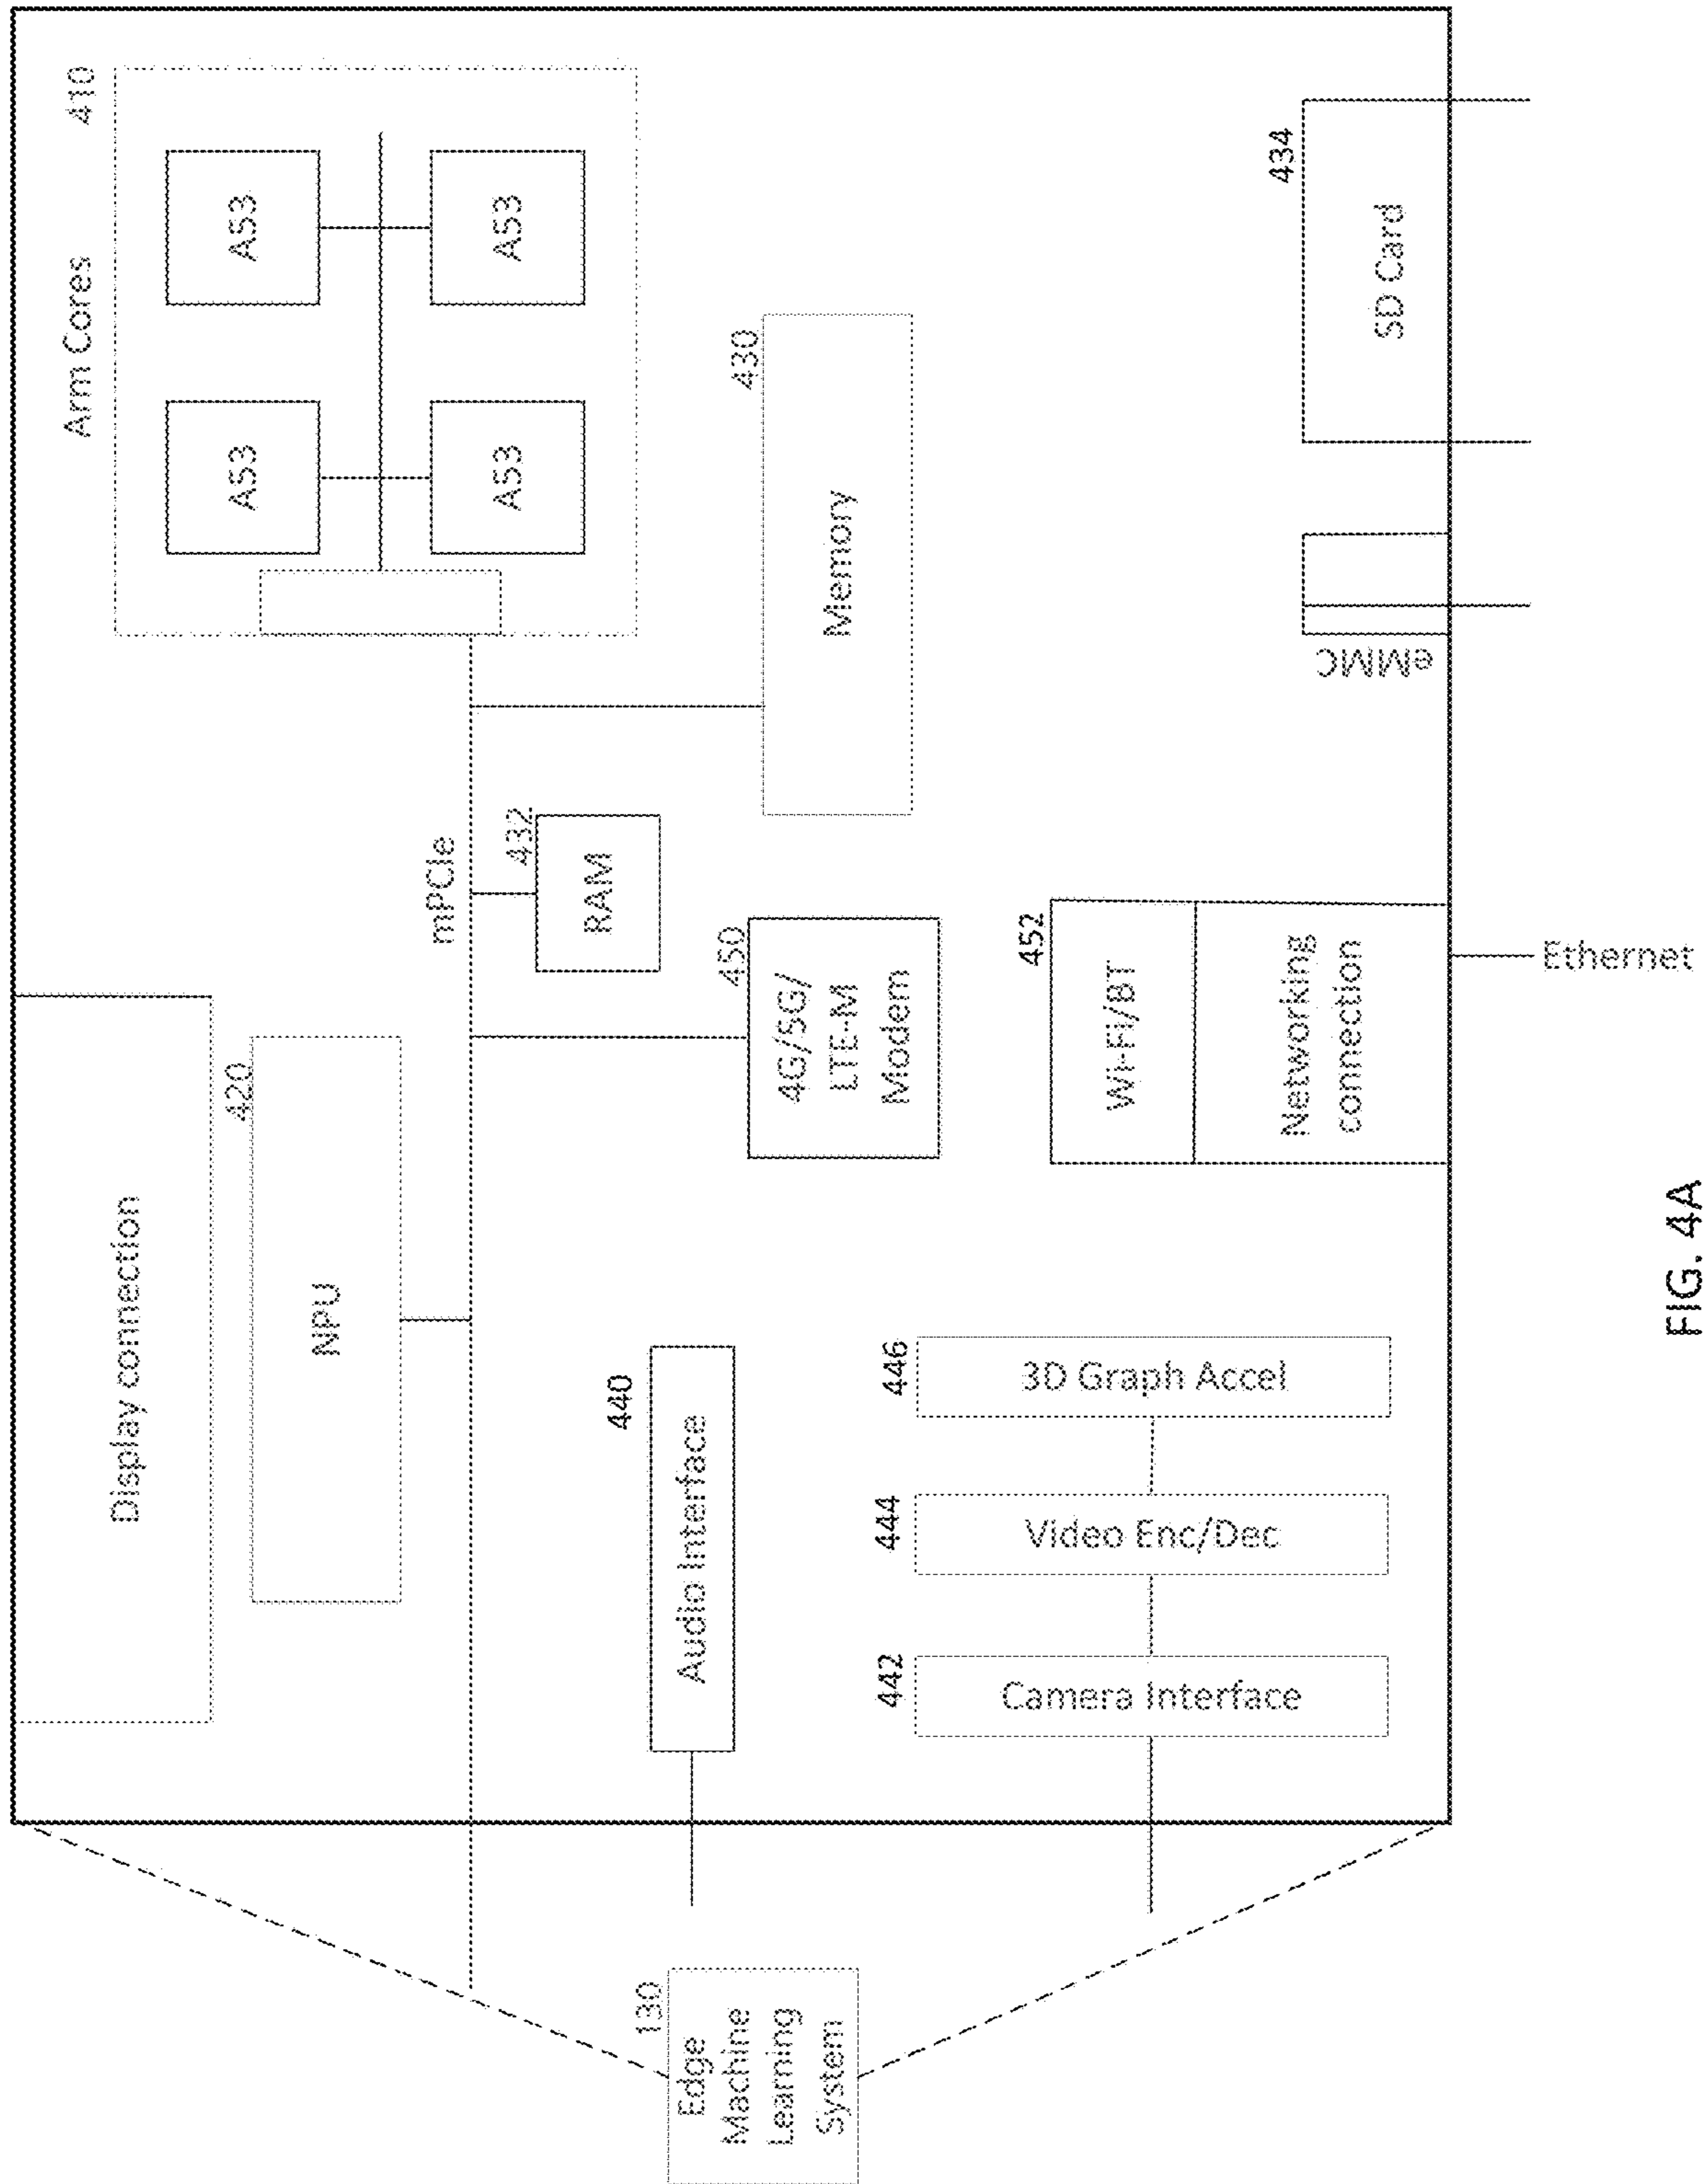 130
Edge
Machine
Learning
System
Display connection
420
NPU
mPCIe
Arm Cores
410
A53
A53
A53
A53
432
RAM
430
Memory
440
Audio Interface
450
4G/5G/
LTE-M
Modem
442
Camera Interface
444
Video Enc/Dec
446
3D Graph Accel
452
Wi-Fi/BT
Networking
connection
Ethernet
eMMC
434
SD Card
FIG. 4A